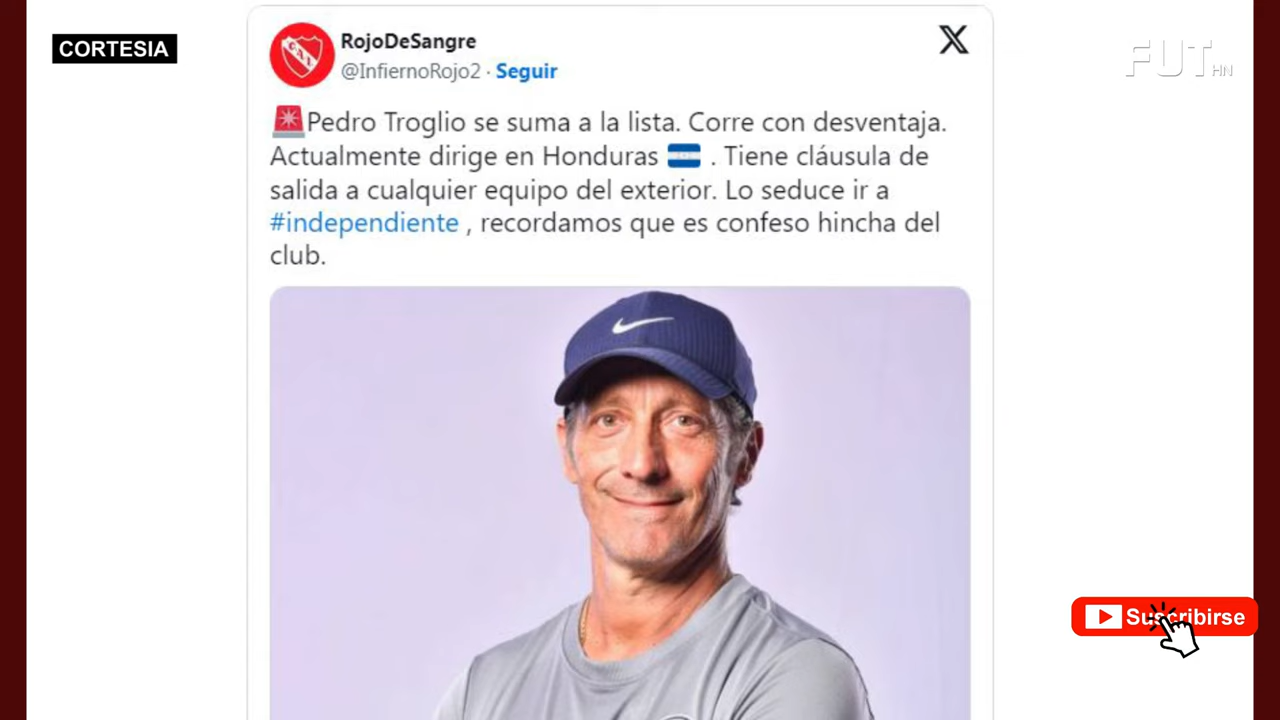 CORTESIA
RojoDeSangre
@InfiernoRojo2 · Seguir
FUT HN
🚨Pedro Troglio se suma a la lista. Corre con desventaja.
Actualmente dirige en Honduras 🇭🇳 . Tiene cláusula de
salida a cualquier equipo del exterior. Lo seduce ir a
#independiente , recordamos que es confeso hincha del
club.
Suscribirse